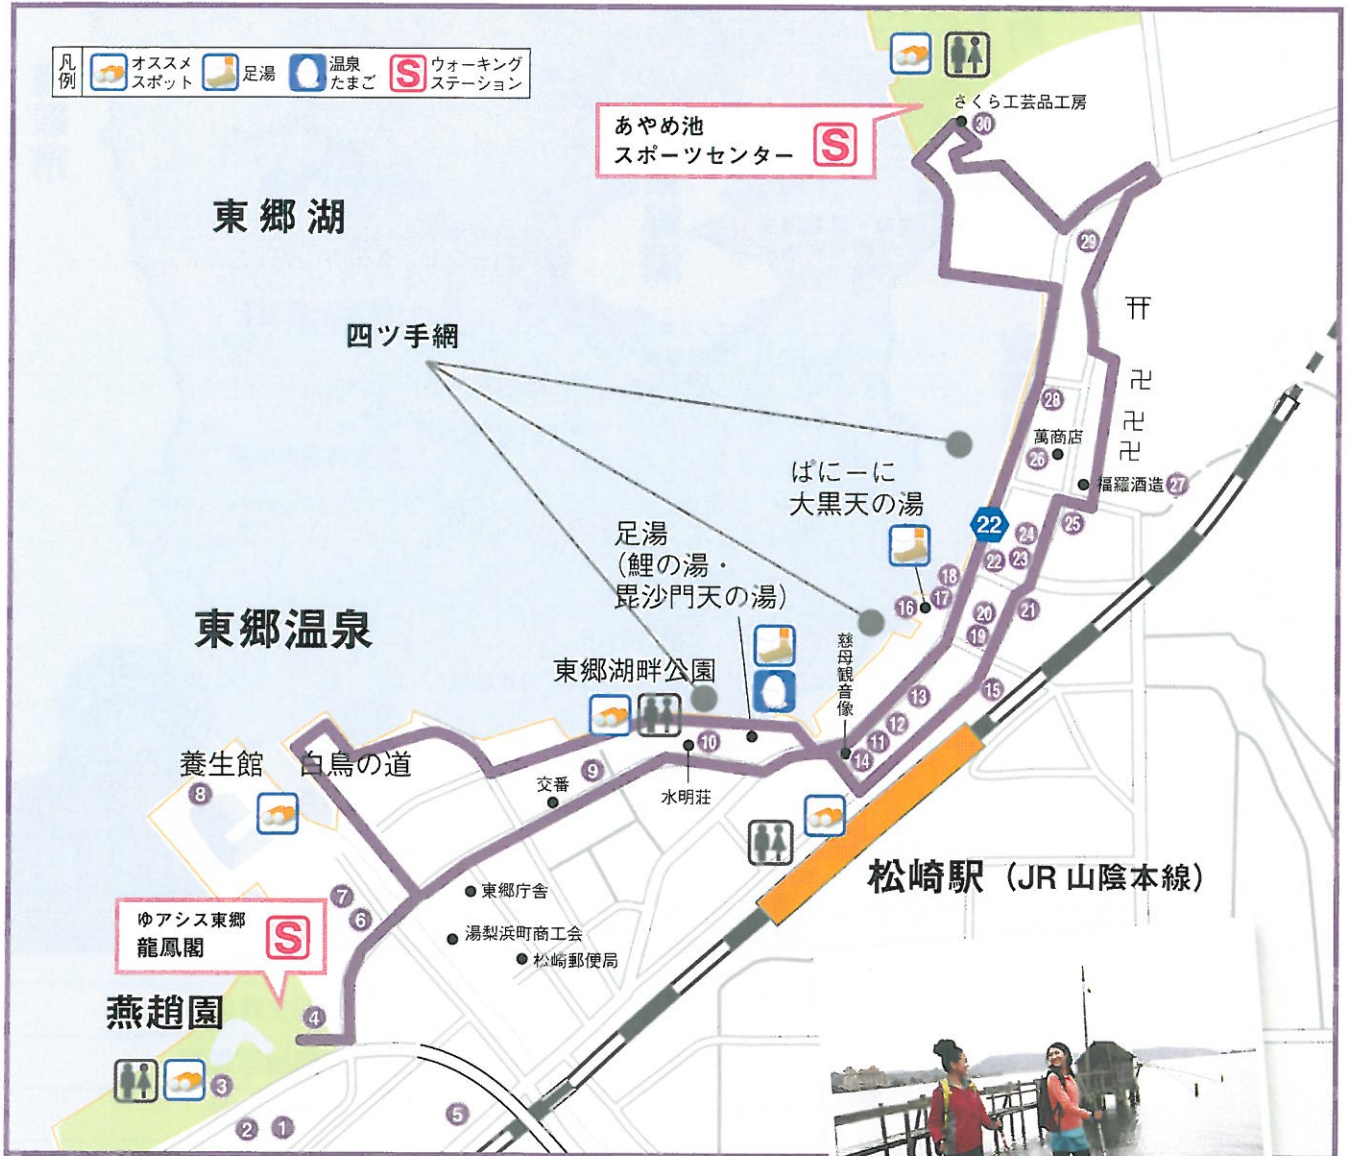 凡例
オススメ
スポット
足湯
温泉
たまご
S
ウォーキング
ステーション
さくら工芸品工房
30
あやめ池
スポーツセンター
S
東郷湖
29
四ツ手網
28
萬商店
26
ぱにーに
大黒天の湯
福羅酒造
27
22
25
24
22
23
足湯
(鯉の湯・
毘沙門天の湯)
18
17
16
20
21
19
東郷温泉
慈母観音像
東郷湖畔公園
15
13
12
11
14
10
養生館
白鳥の道
8
9
交番
水明荘
松崎駅(JR山陰本線)
7
6
東郷庁舎
ゆアシス東郷
龍鳳閣
S
湯梨浜町商工会
松崎郵便局
燕趙園
4
3
5
2
1